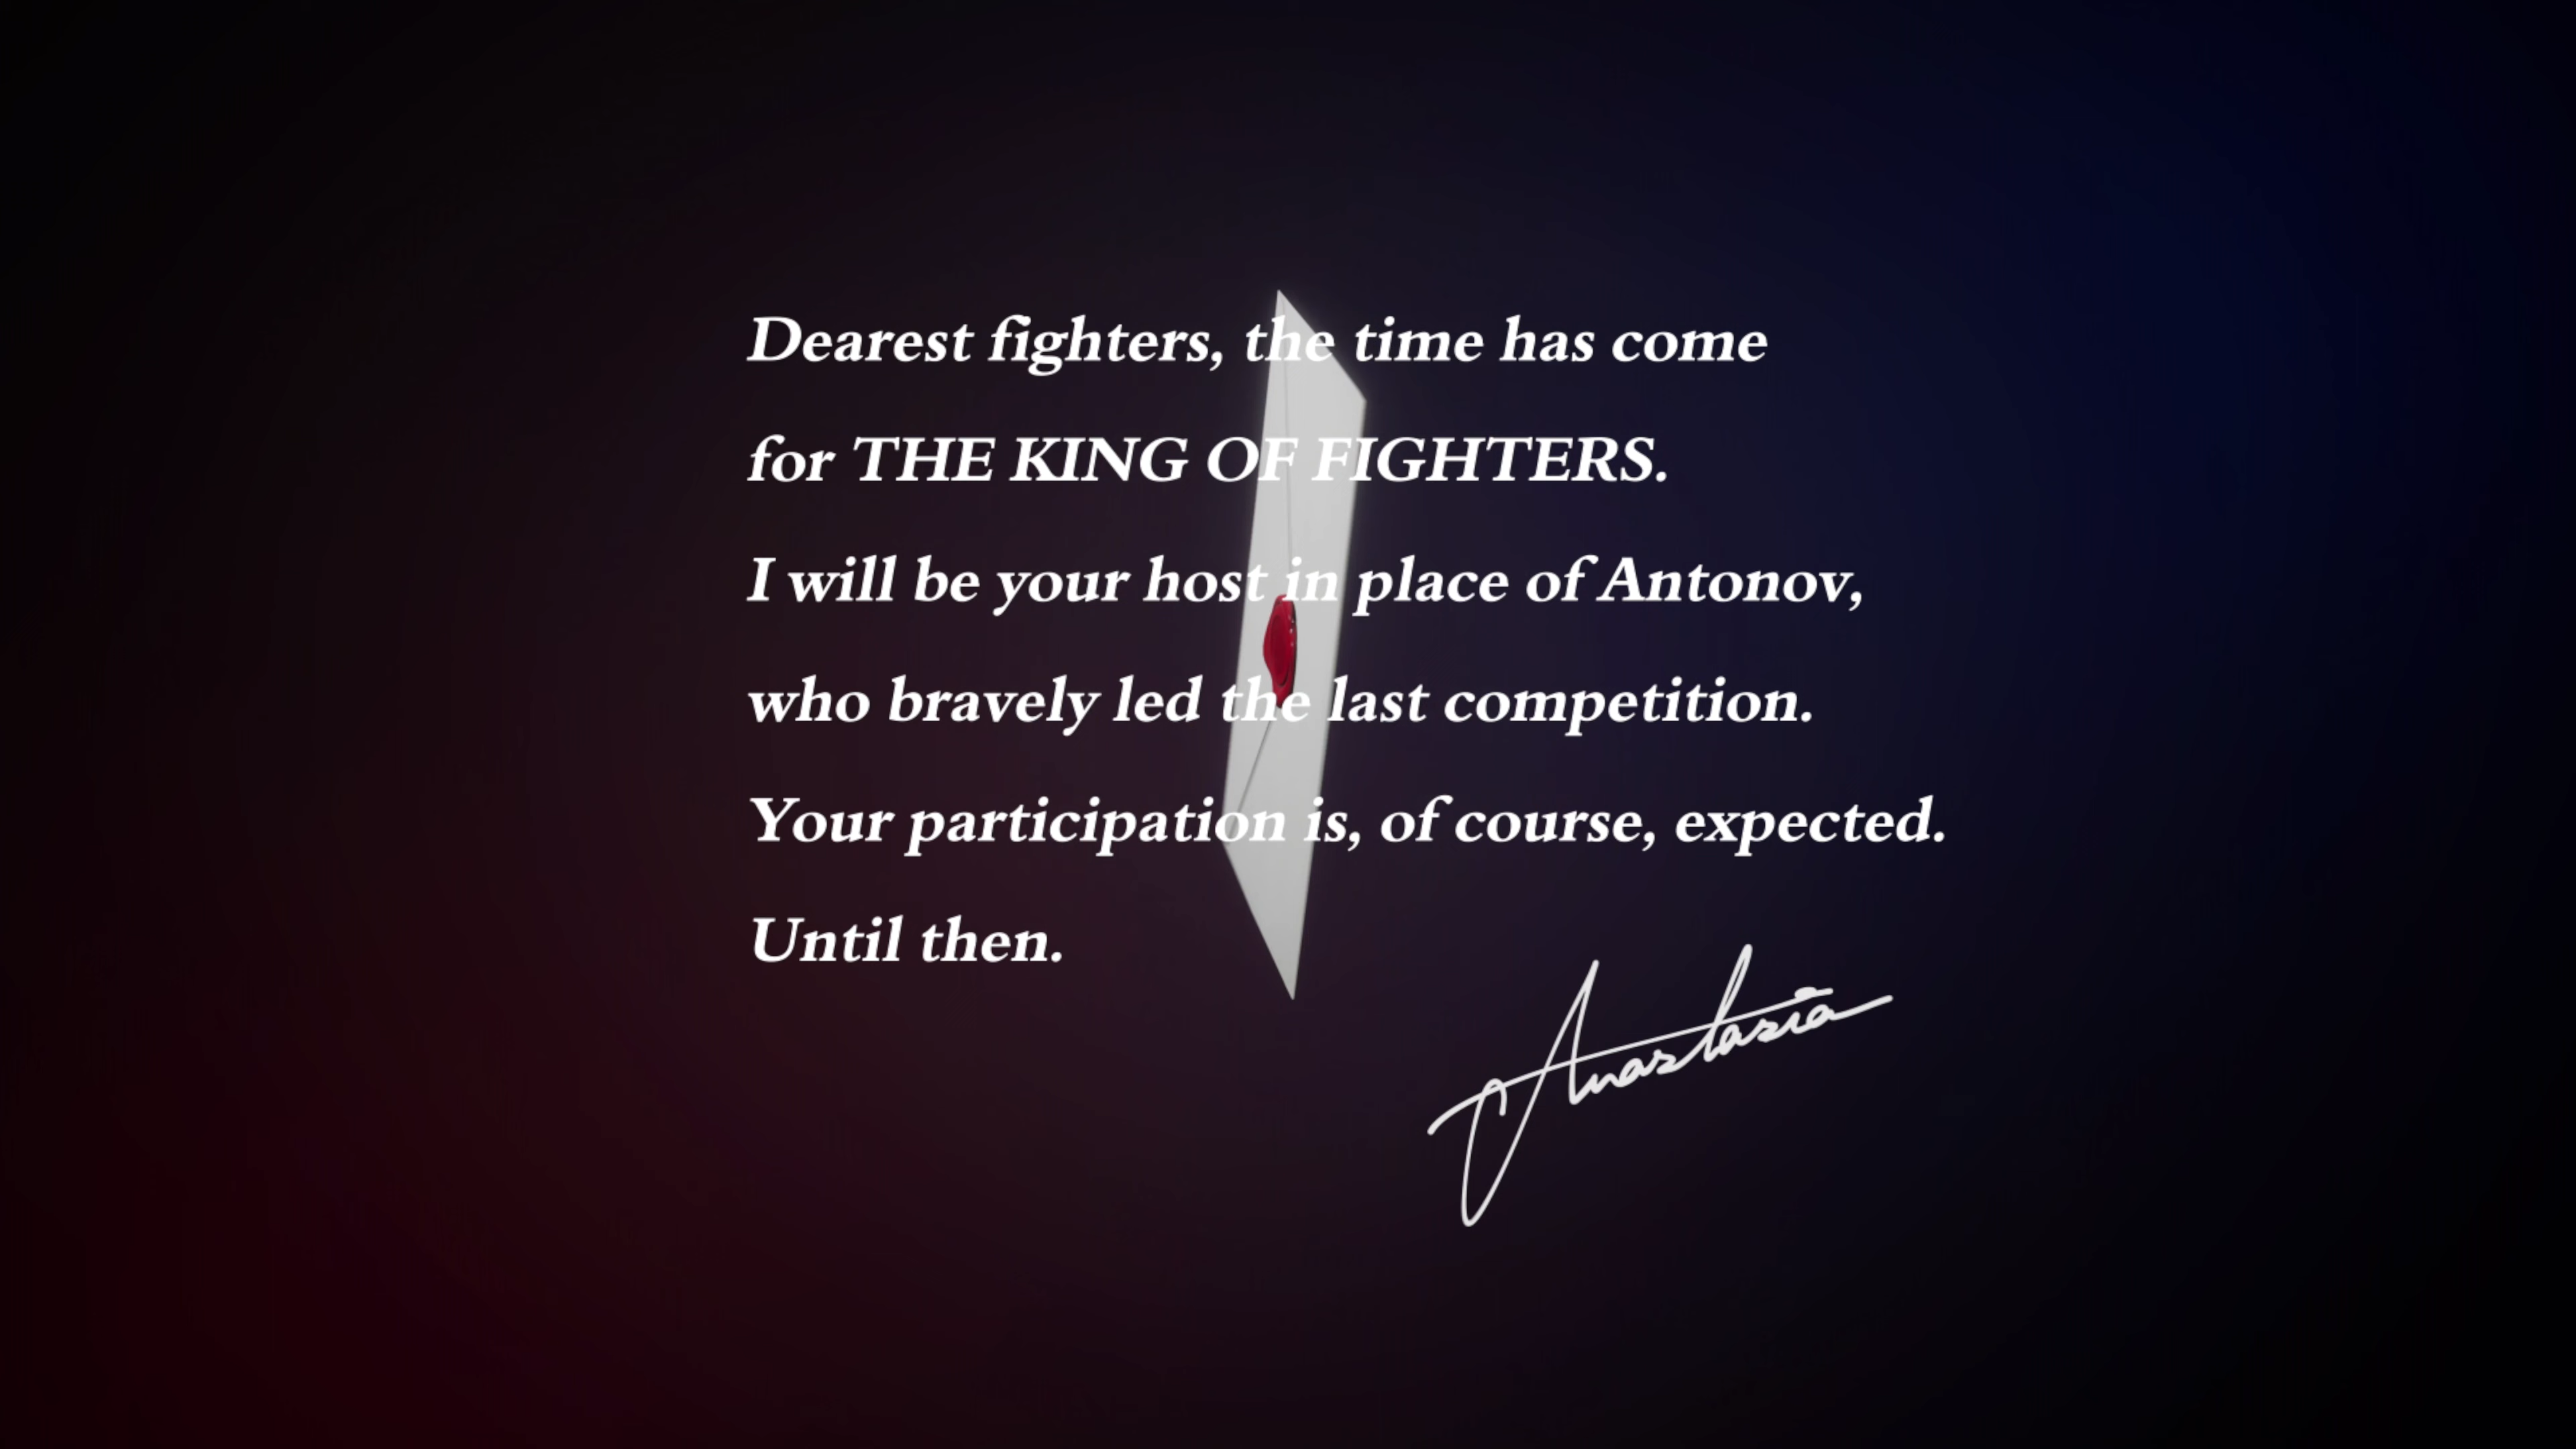 Dearest fighters, the time has come
for THE KING OF FIGHTERS.
I will be your host in place of Antonov,
who bravely led the last competition.
Your participation is, of course, expected.
Until then.
Anastasia